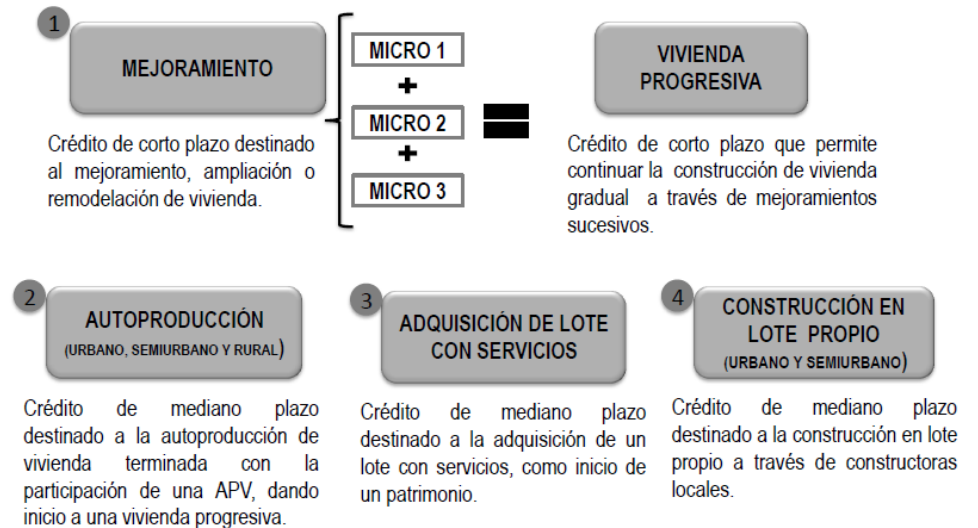 1
MEJORAMIENTO
Crédito de corto plazo destinado
al mejoramiento, ampliación o
remodelación de vivienda.
MICRO 1
+
MICRO 2
+
MICRO 3
=
VIVIENDA
PROGRESIVA
Crédito de corto plazo que permite
continuar la construcción de vivienda
gradual a través de mejoramientos
sucesivos.
2
AUTOPRODUCCIÓN
(URBANO, SEMIURBANO Y RURAL)
Crédito de mediano plazo
destinado a la autoproducción de
vivienda terminada con la
participación de una APV, dando
inicio a una vivienda progresiva.
3
ADQUISICIÓN DE LOTE
CON SERVICIOS
Crédito de mediano plazo
destinado a la adquisición de un
lote con servicios, como inicio de
un patrimonio.
4
CONSTRUCCIÓN EN
LOTE PROPIO
(URBANO Y SEMIURBANO)
Crédito de mediano plazo
destinado a la construcción en lote
propio a través de constructoras
locales.